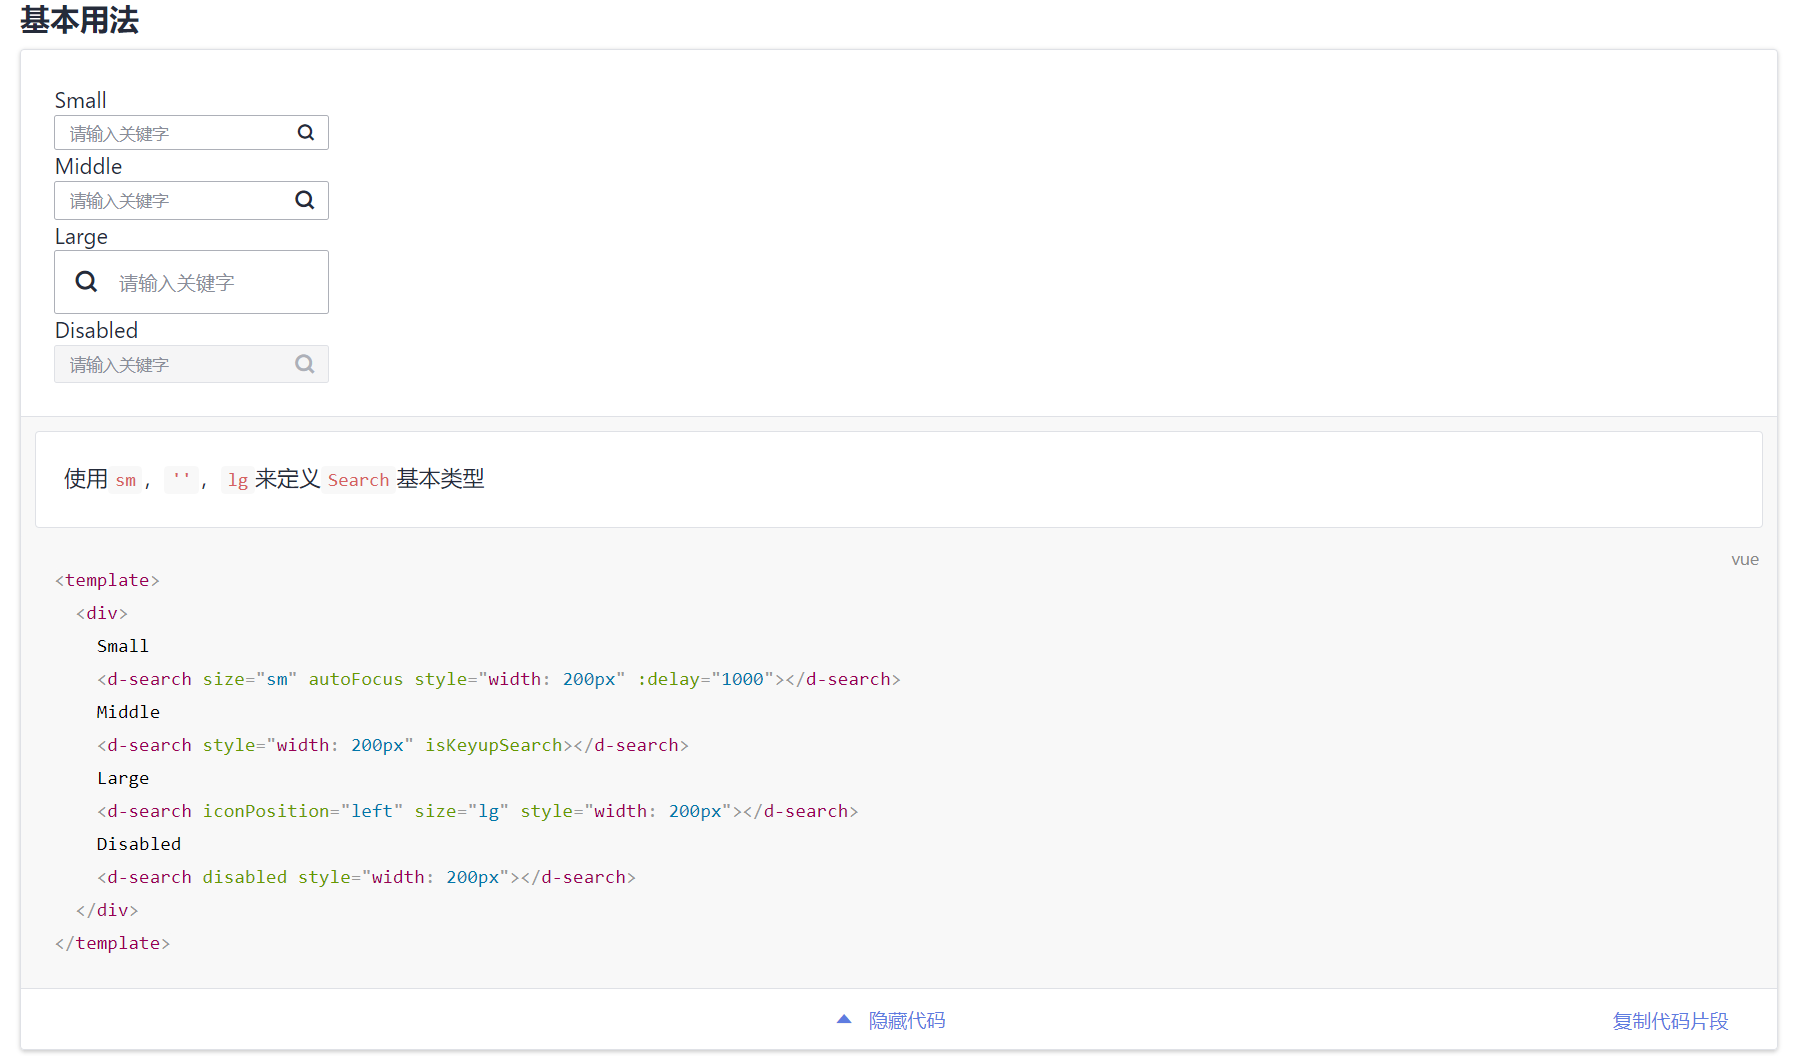 基本用法
Small
请输入关键字
Middle
请输入关键字
Large
请输入关键字
Disabled
请输入关键字
使用 sm ， '' ， lg 来定义 Search 基本类型
vue
<template>
  <div>
    Small
    <d-search size="sm" autoFocus style="width: 200px" :delay="1000"></d-search>
    Middle
    <d-search style="width: 200px" isKeyupSearch></d-search>
    Large
    <d-search iconPosition="left" size="lg" style="width: 200px"></d-search>
    Disabled
    <d-search disabled style="width: 200px"></d-search>
  </div>
</template>
隐藏代码
复制代码片段